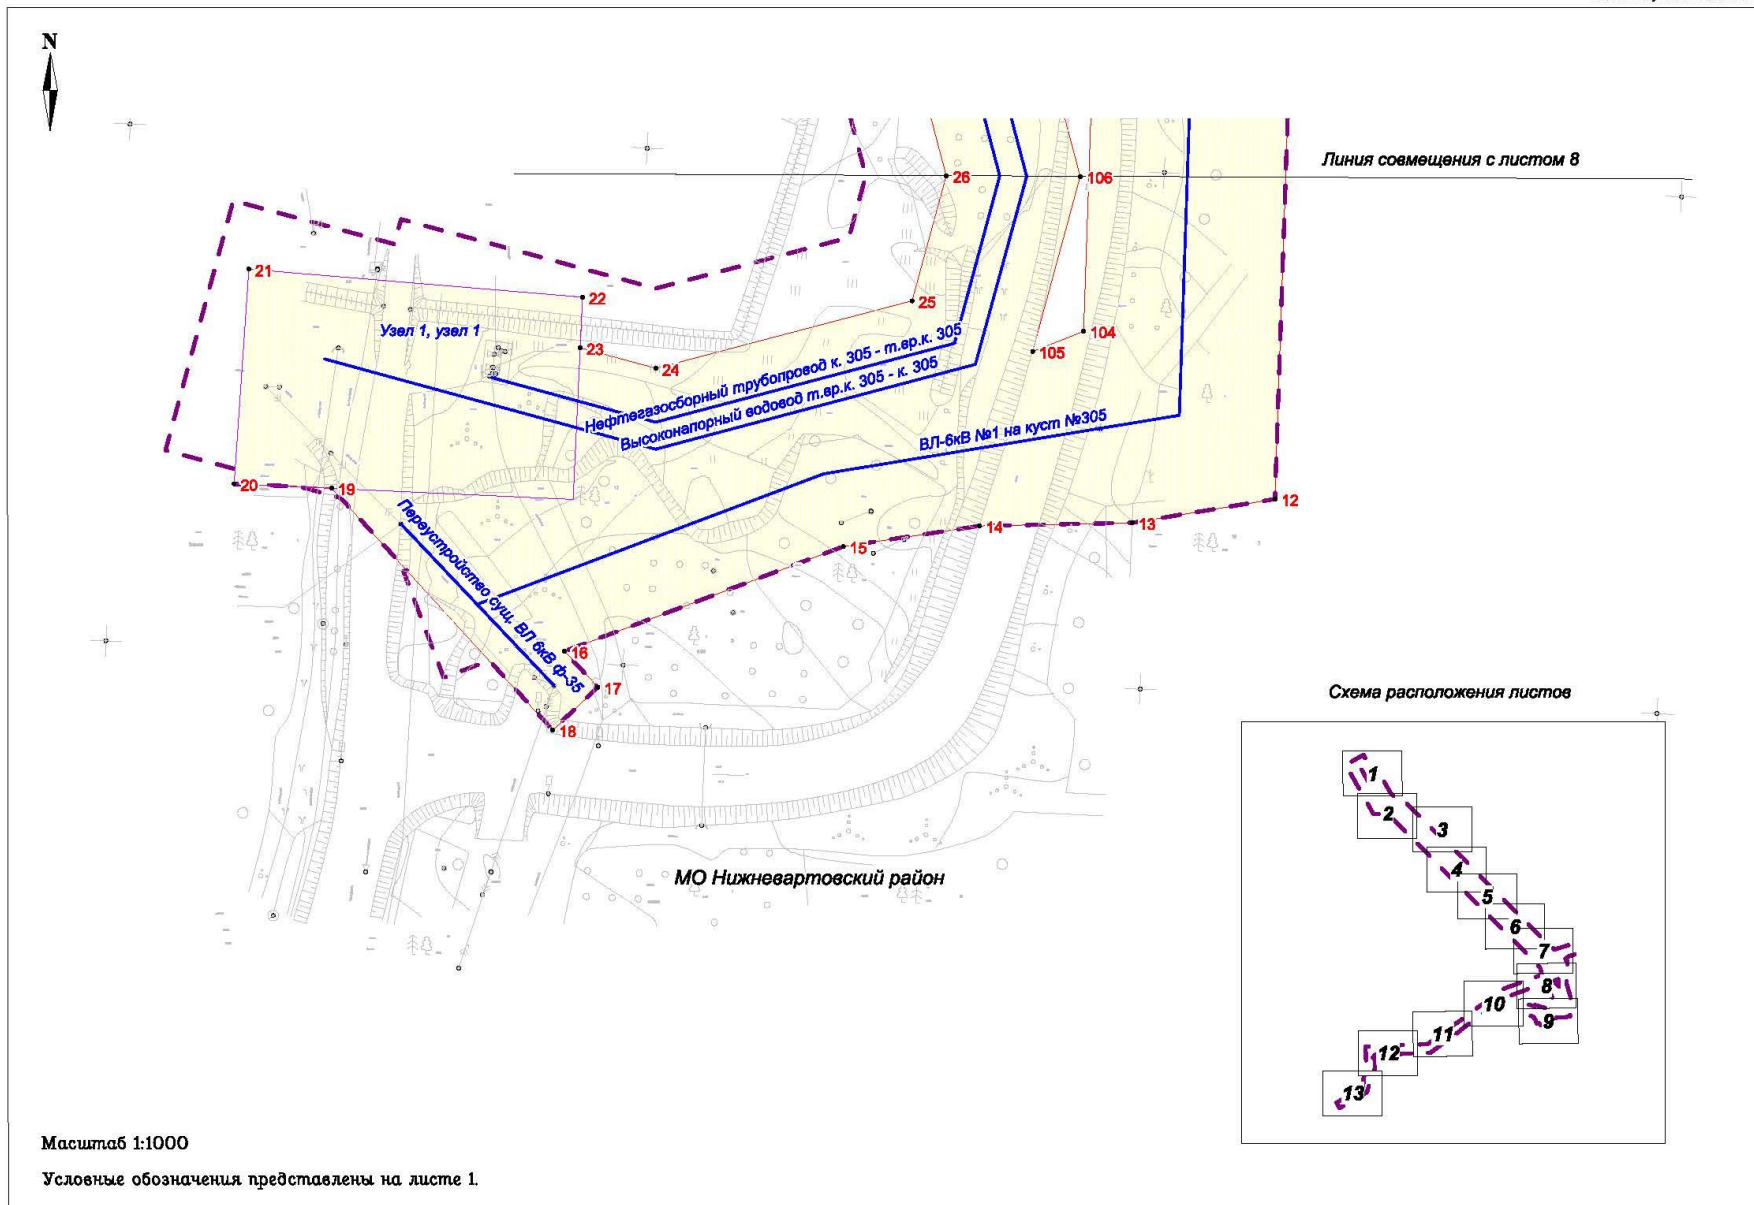 N
Линия совмещения с листом 8
26
106
21
22
25
Узел 1, узел 1
104
23
105
24
Нефтегазосборный трубопровод к. 305 - т.вр.к. 305
Высоконапорный водовод т.вр.к. 305 - к. 305
ВЛ-6кВ №1 на куст №305
20
19
12
13
14
15
Переустройство сущ. ВЛ 6кВ ф-35
16
17
18
Схема расположения листов
1
2
3
4
5
6
7
8
9
10
11
12
13
МО Нижневартовский район
Масштаб 1:1000
Условные обозначения представлены на листе 1.